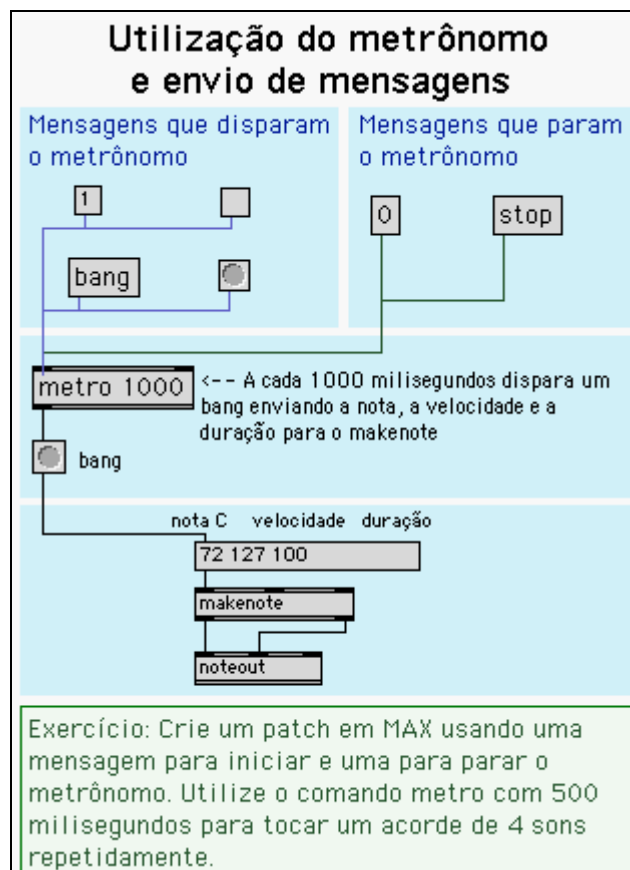 Utilização do metrônomo
e envio de mensagens
Mensagens que disparam
o metrônomo
Mensagens que param
o metrônomo
1
0
stop
bang
metro 1000
<-- A cada 1000 milisegundos dispara um
bang enviando a nota, a velocidade e a
duração para o makenote
bang
nota C velocidade duração
72 127 100
makenote
noteout
Exercício: Crie um patch em MAX usando uma
mensagem para iniciar e uma para parar o
metrônomo. Utilize o comando metro com 500
milisegundos para tocar um acorde de 4 sons
repetidamente.